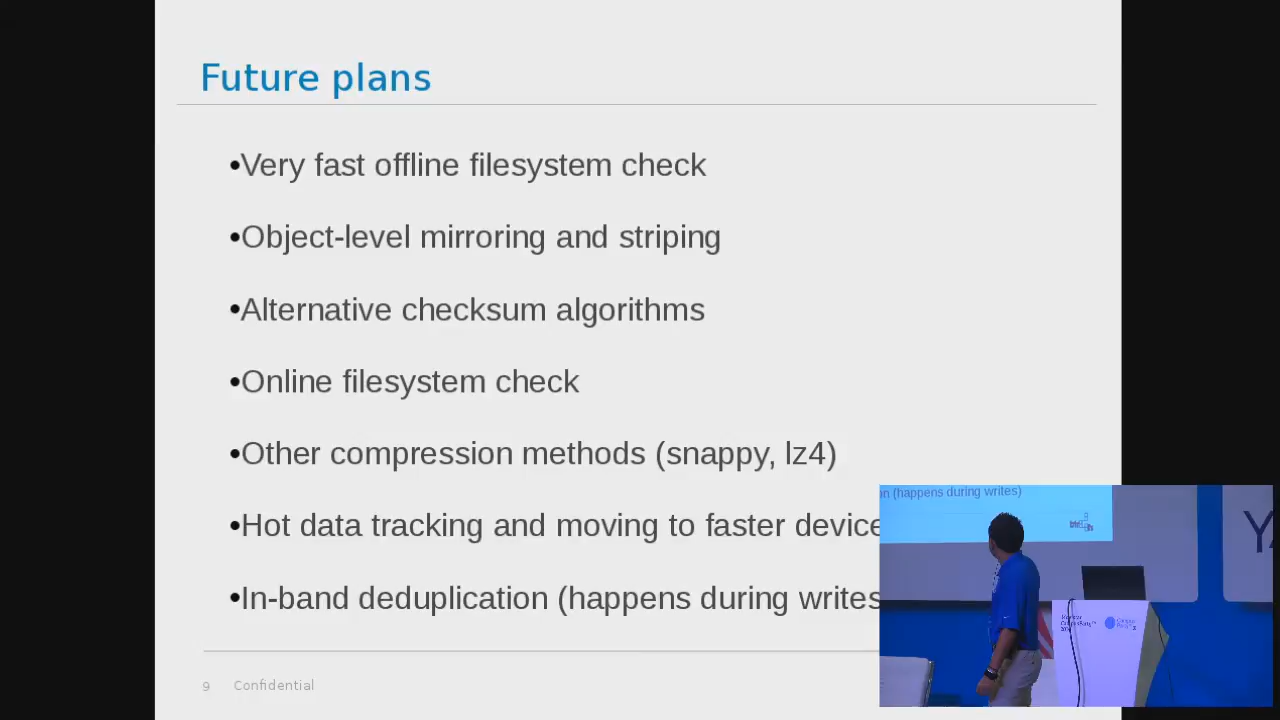 Future plans
•Very fast offline filesystem check
•Object-level mirroring and striping
•Alternative checksum algorithms
•Online filesystem check
•Other compression methods (snappy, lz4)
•Hot data tracking and moving to faster device
•In-band deduplication (happens during writes
9 Confidential
n (happens during writes)